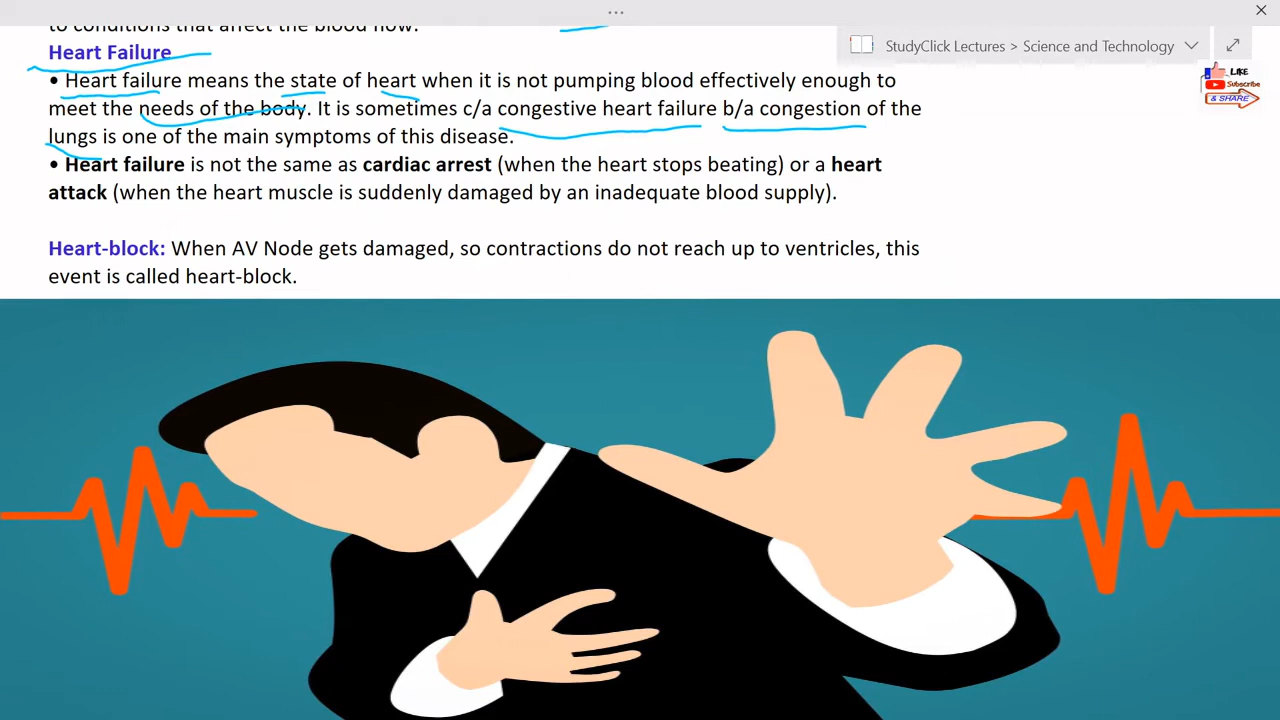 to conditions that affect the blood flow.
StudyClick Lectures > Science and Technology
Heart Failure
LIKE
Subscribe
& SHARE
• Heart failure means the state of heart when it is not pumping blood effectively enough to
meet the needs of the body. It is sometimes c/a congestive heart failure b/a congestion of the
lungs is one of the main symptoms of this disease.
• Heart failure is not the same as cardiac arrest (when the heart stops beating) or a heart
attack (when the heart muscle is suddenly damaged by an inadequate blood supply).
Heart-block: When AV Node gets damaged, so contractions do not reach up to ventricles, this
event is called heart-block.